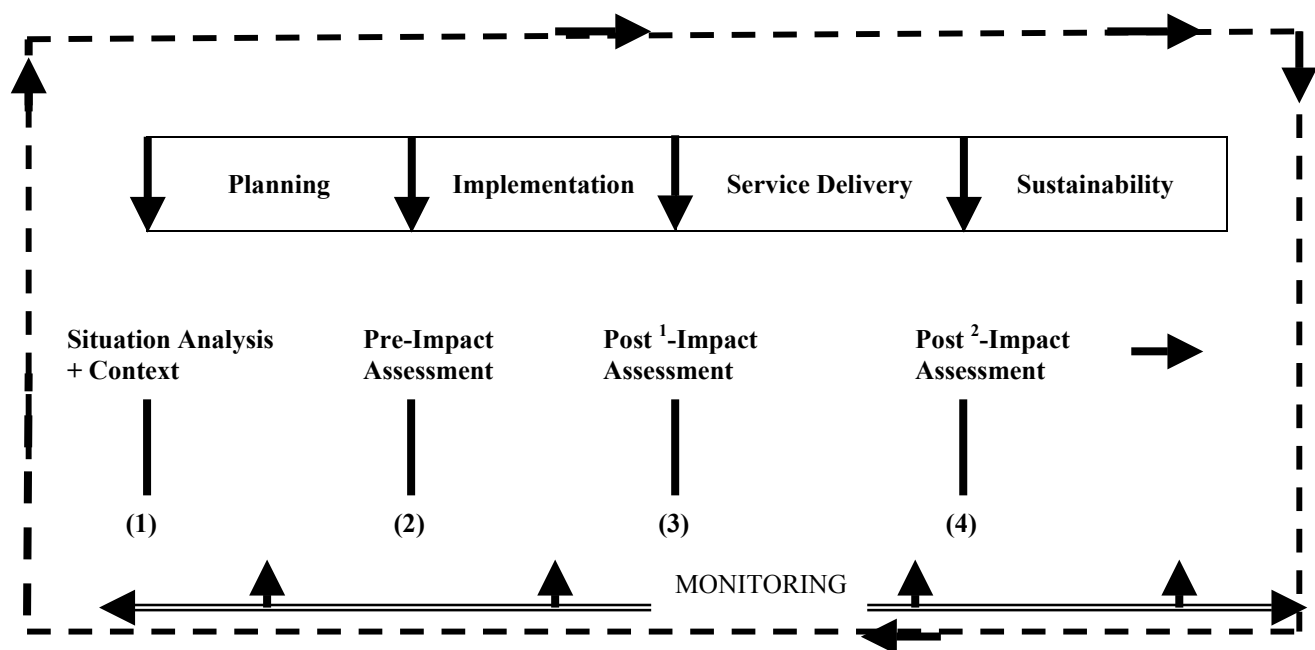 Planning Implementation Service Delivery Sustainability
Situation Analysis
+ Context
Pre-Impact
Assessment
Post ¹-Impact
Assessment
Post ²-Impact
Assessment
(1) (2) (3) (4)
MONITORING